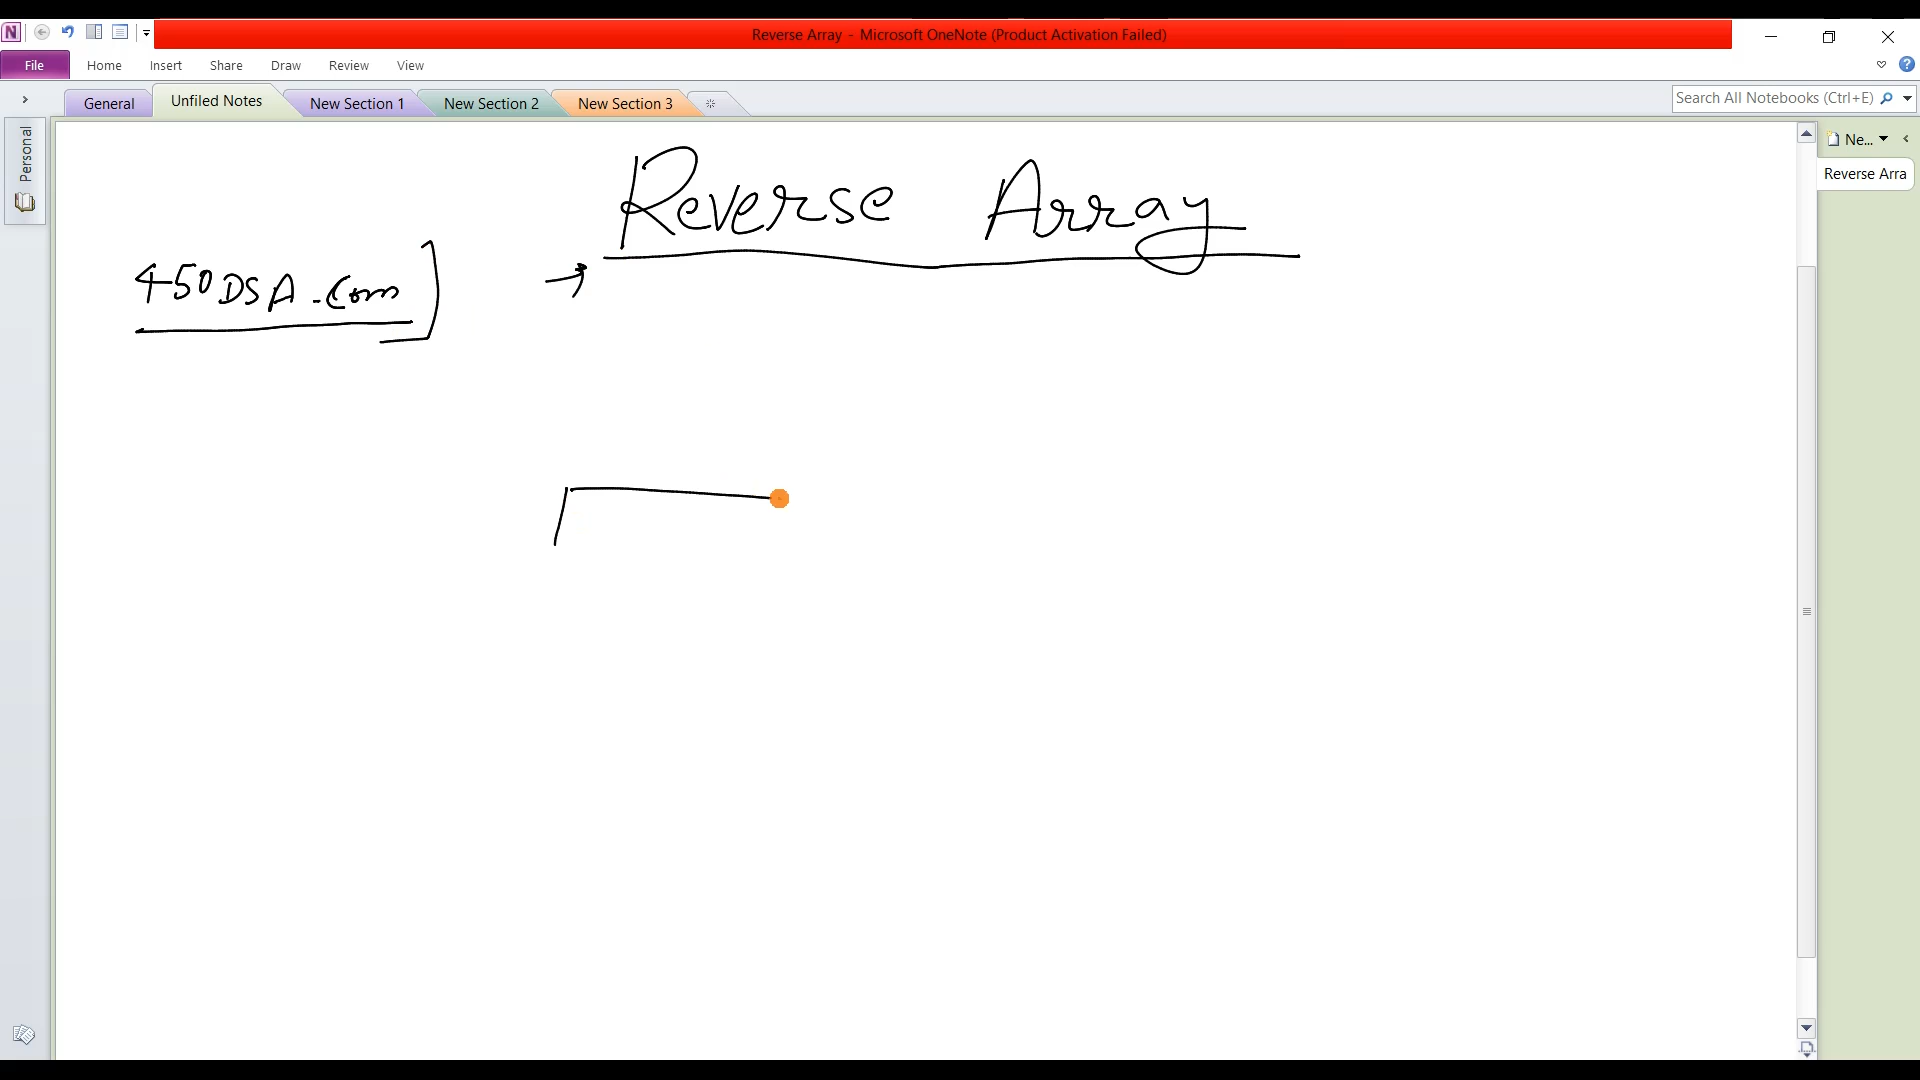 Reverse Array - Microsoft OneNote (Product Activation Failed)
File Home Insert Share Draw Review View
General Unfiled Notes New Section 1 New Section 2 New Section 3
Search All Notebooks (Ctrl+E)
Personal
Ne...
Reverse Arra
Reverse Array
450DSA.Com